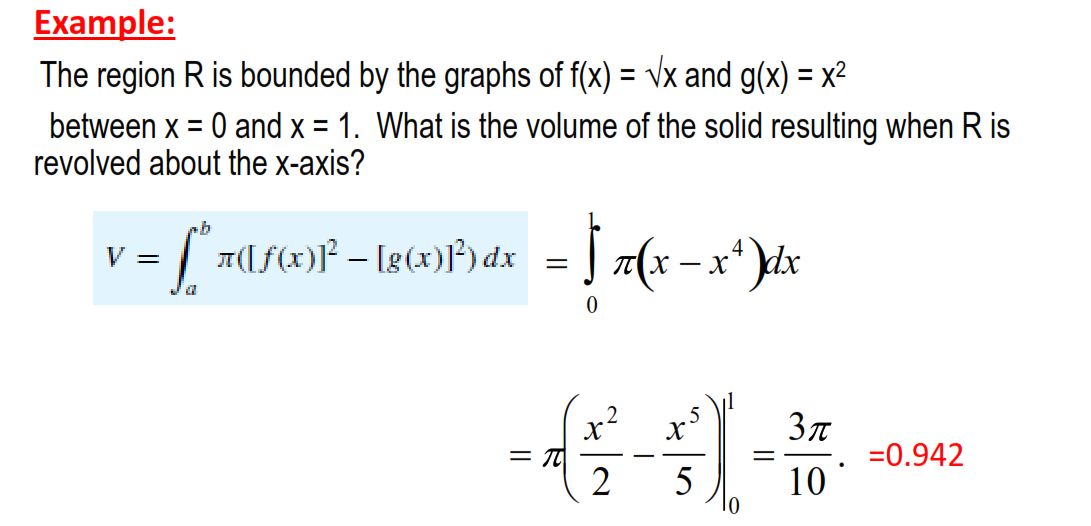 Example:
The region R is bounded by the graphs of f(x) = √x and g(x) = x²
between x = 0 and x = 1. What is the volume of the solid resulting when R is
revolved about the x-axis?
V = ∫ₐᵇ π([f(x)]² – [g(x)]²) dx = ∫₀¹ π(x – x⁴)dx
= π(x²/2 – x⁵/5)|₀¹ = 3π/10 . =0.942